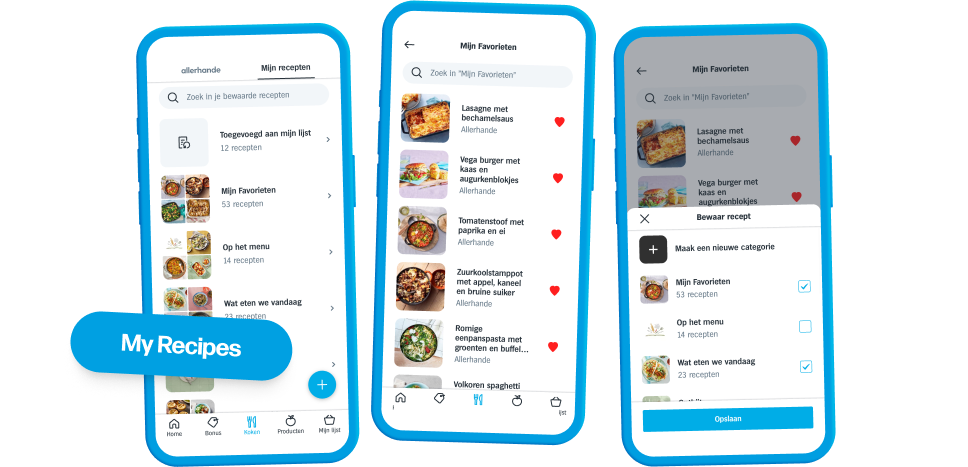 allerhande
Mijn recepten
Zoek in je bewaarde recepten
Toegevoegd aan mijn lijst
12 recepten
Mijn Favorieten
53 recepten
Op het menu
14 recepten
Wat eten we vandaag
23 recepten
My Recipes
Home
Bonus
Koken
Producten
Mijn lijst
Mijn Favorieten
Zoek in "Mijn Favorieten"
Lasagne met
bechamelsaus
Allerhande
Vega burger met
kaas en
augurkenblokjes
Allerhande
Tomatenstoof met
paprika en ei
Allerhande
Zuurkoolstamppot
met appel, kaneel
en bruine suiker
Allerhande
Romige
eenpanspasta met
groenten en buffel...
Allerhande
Volkoren spaghetti
ijst
Mijn Favorieten
Zoek in "Mijn Favorieten"
Lasagne met
bechamelsaus
Allerhande
Vega burger met
kaas en
augurkenblokjes
Bewaar recept
Maak een nieuwe categorie
Mijn Favorieten
53 recepten
Op het menu
14 recepten
Wat eten we vandaag
23 recepten
Opslaan